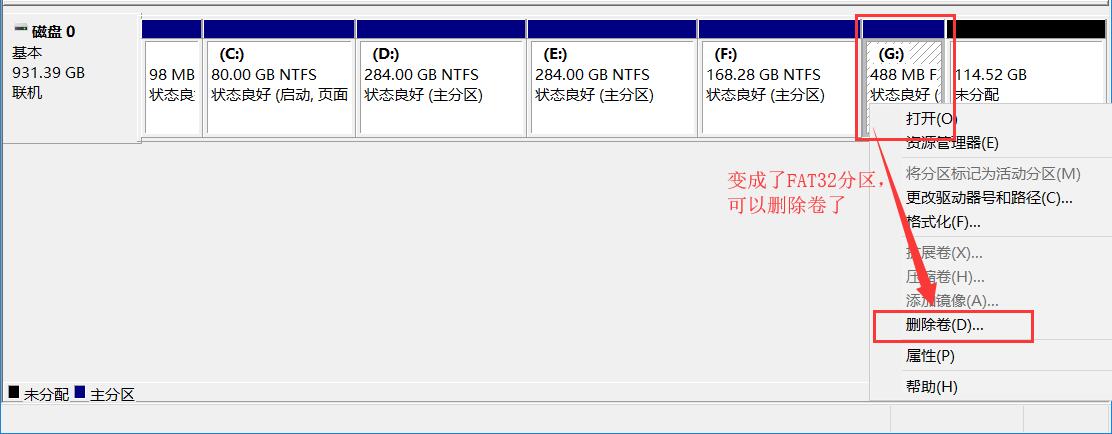 磁盘 0
基本
931.39 GB
联机
98 MB
状态良
(C:)
80.00 GB NTFS
状态良好 (启动, 页面
(D:)
284.00 GB NTFS
状态良好 (主分区)
(E:)
284.00 GB NTFS
状态良好 (主分区)
(F:)
168.28 GB NTFS
状态良好 (主分区)
(G:)
488 MB F
状态良好 (
114.52 GB
未分配
打开(O)
资源管理器(E)
将分区标记为活动分区(M)
更改驱动器号和路径(C)...
格式化(F)...
扩展卷(X)...
压缩卷(H)...
添加镜像(A)...
删除卷(D)...
属性(P)
帮助(H)
变成了FAT32分区，
可以删除卷了
未分配 主分区